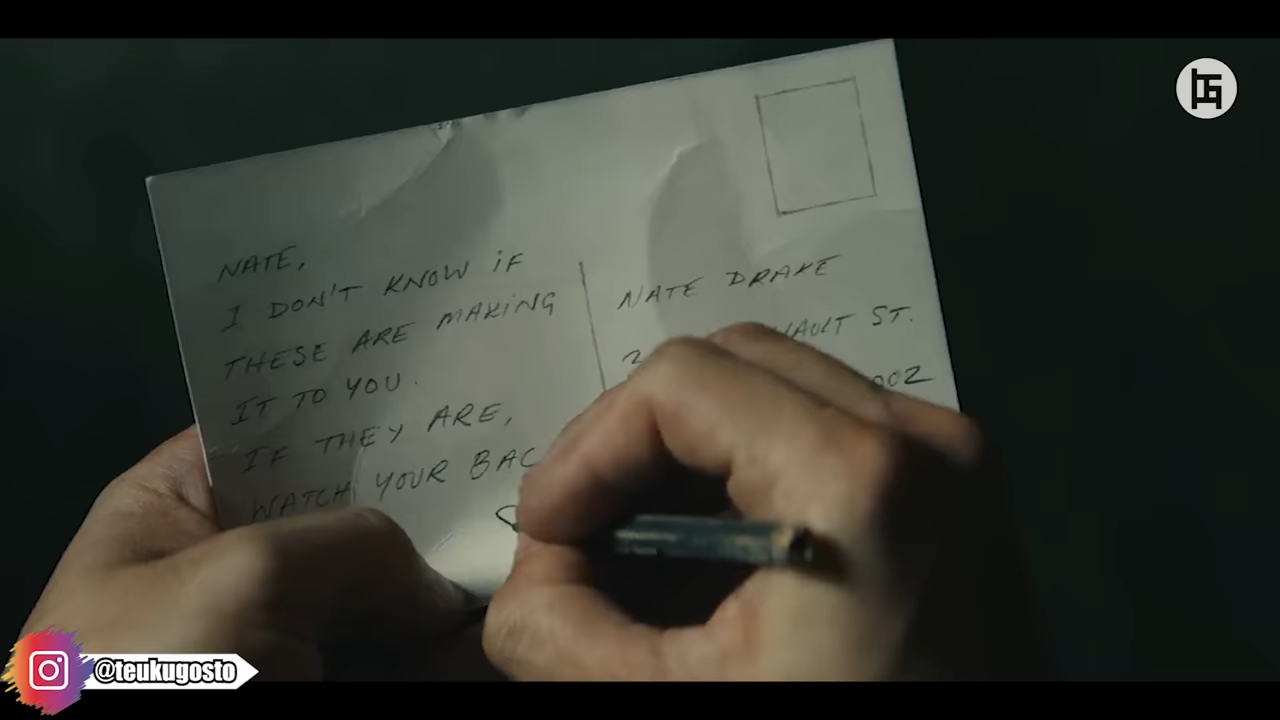 NATE,
I DON'T KNOW iF
THESE ARE MAKiNG
IT TO YOU.
IF THEY ARE,
WATCH YOUR BAC
NATE DRAKE
ST.
002
@teukugosto